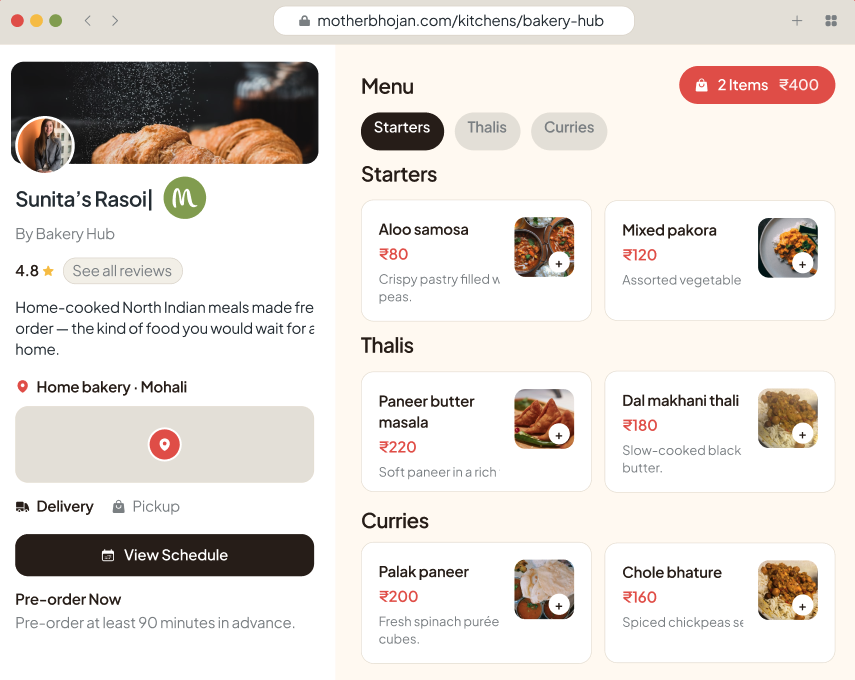 motherbhojan.com/kitchens/bakery-hub
Sunita's Rasoi|
M
By Bakery Hub
4.8
See all reviews
Home-cooked North Indian meals made fre
order — the kind of food you would wait for a
home.
Home bakery · Mohali
Delivery
Pickup
View Schedule
Pre-order Now
Pre-order at least 90 minutes in advance.
Menu
2 Items ₹400
Starters
Thalis
Curries
Starters
Aloo samosa
₹80
Crispy pastry filled w
peas.
Mixed pakora
₹120
Assorted vegetable
Thalis
Paneer butter
masala
₹220
Soft paneer in a rich
Dal makhani thali
₹180
Slow-cooked black
butter.
Curries
Palak paneer
₹200
Fresh spinach purée
cubes.
Chole bhature
₹160
Spiced chickpeas se